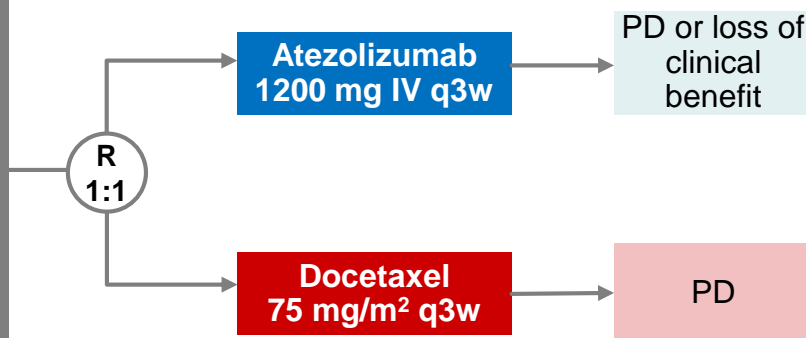 Atezolizumab
1200 mg IV q3w
PD or loss of
clinical
benefit
R
1:1
Docetaxel
75 mg/m² q3w
PD